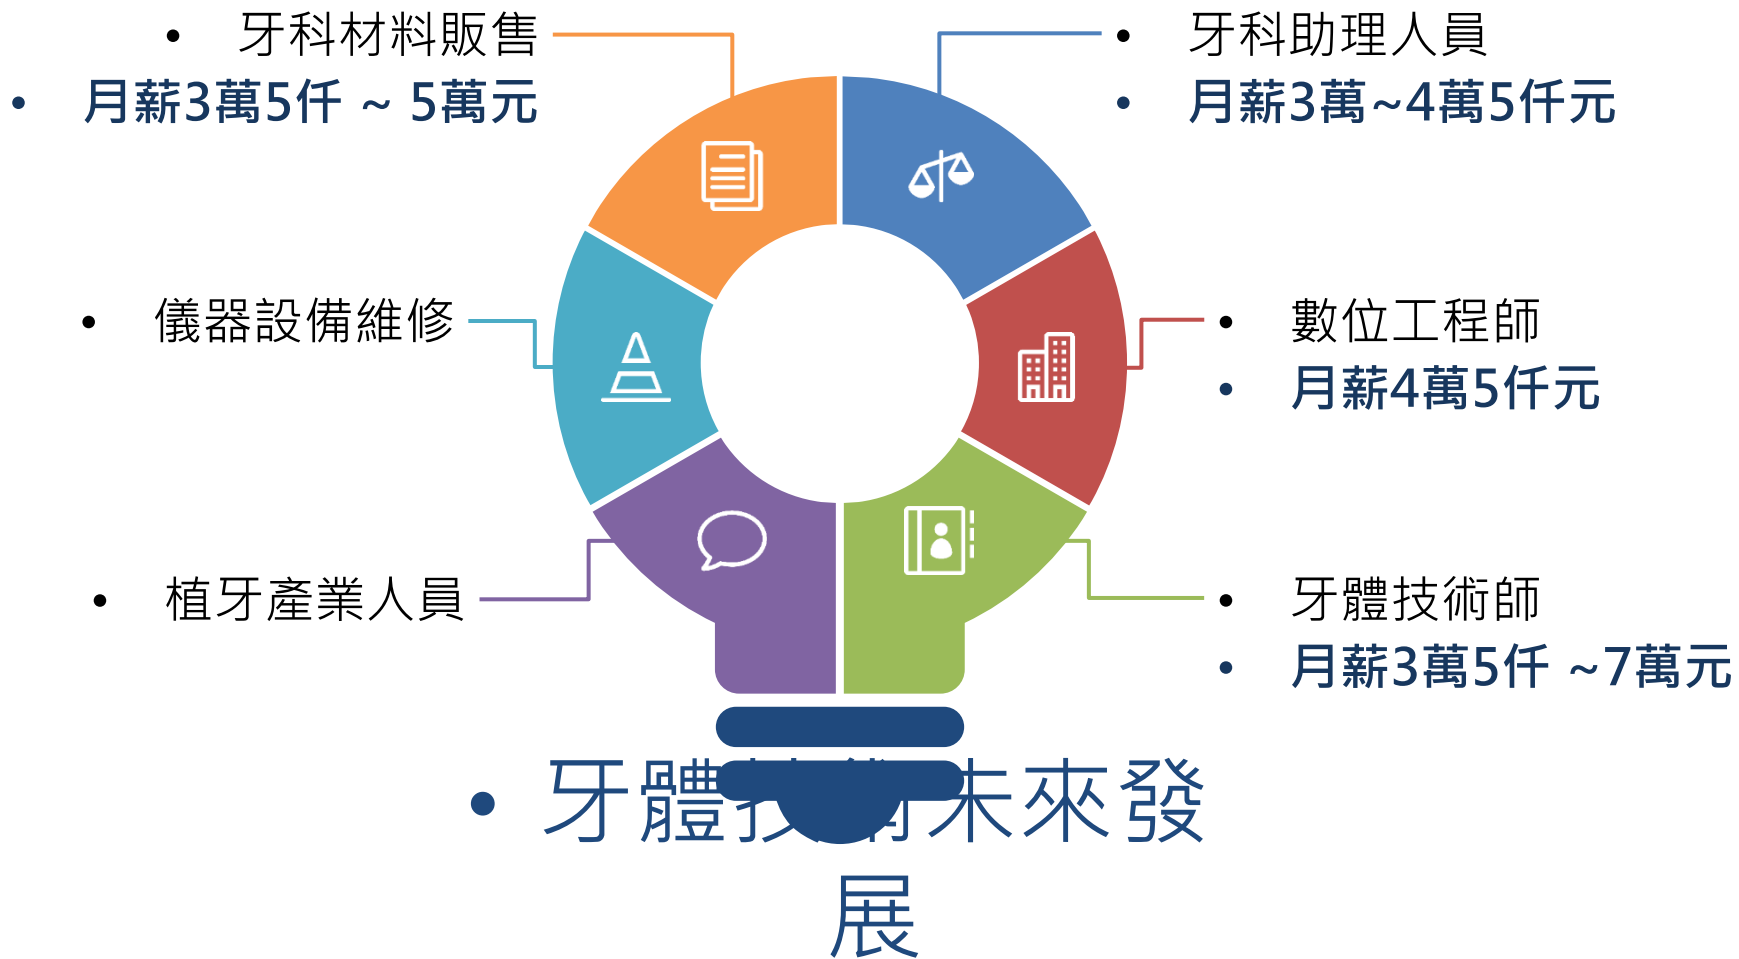 • 牙科材料販售
• 月薪3萬5仟 ~ 5萬元
• 牙科助理人員
• 月薪3萬~4萬5仟元
• 儀器設備維修
• 數位工程師
• 月薪4萬5仟元
• 植牙產業人員
• 牙體技術師
• 月薪3萬5仟 ~7萬元
• 牙體技術未來發
展